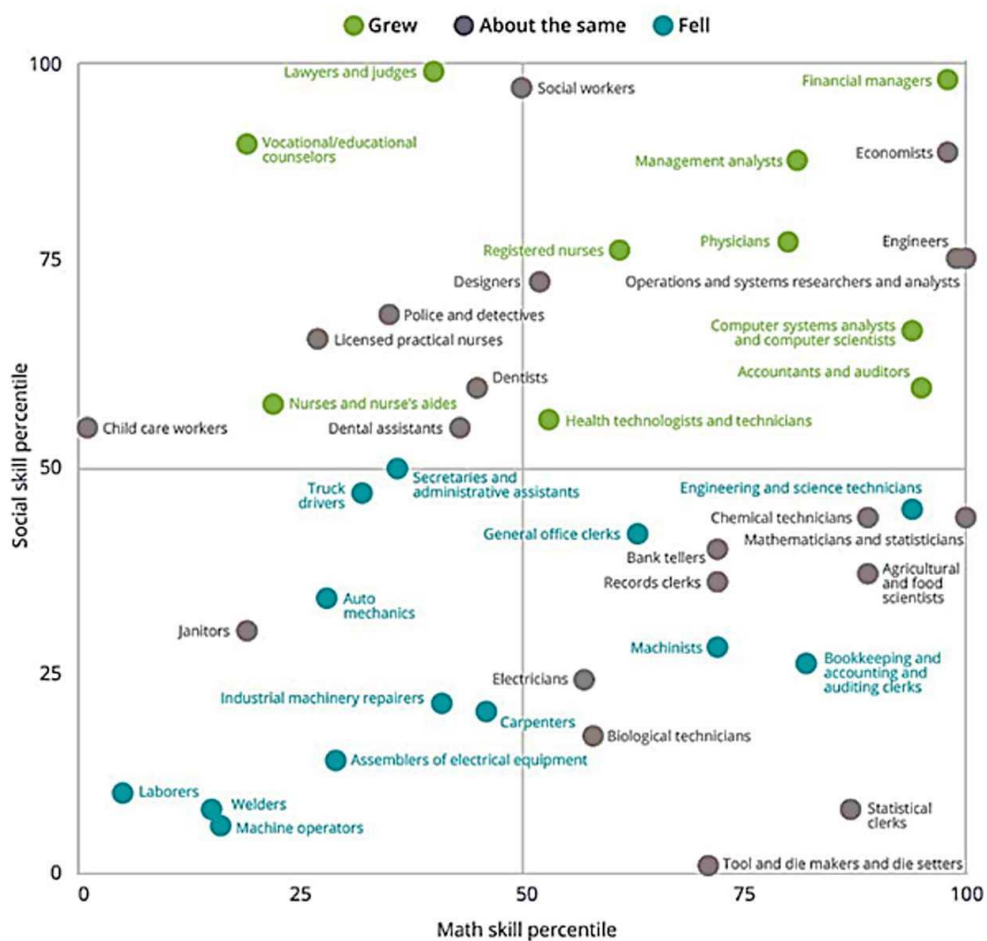 Grew
About the same
Fell
100
Lawyers and judges
Social workers
Financial managers
Vocational/educational
counselors
Management analysts
Economists
Registered nurses
Physicians
Engineers
75
Designers
Operations and systems researchers and analysts
Police and detectives
Licensed practical nurses
Computer systems analysts
and computer scientists
Dentists
Accountants and auditors
Nurses and nurse's aides
Health technologists and technicians
Child care workers
Dental assistants
50
Secretaries and
administrative assistants
Truck
drivers
Engineering and science technicians
General office clerks
Chemical technicians
Mathematicians and statisticians
Bank tellers
Records clerks
Agricultural
and food
scientists
Auto
mechanics
Janitors
Machinists
Bookkeeping and
accounting and
auditing clerks
25
Electricians
Industrial machinery repairers
Carpenters
Biological technicians
Assemblers of electrical equipment
Laborers
Welders
Machine operators
Statistical
clerks
Tool and die makers and die setters
0
Social skill percentile
0
25
50
75
100
Math skill percentile